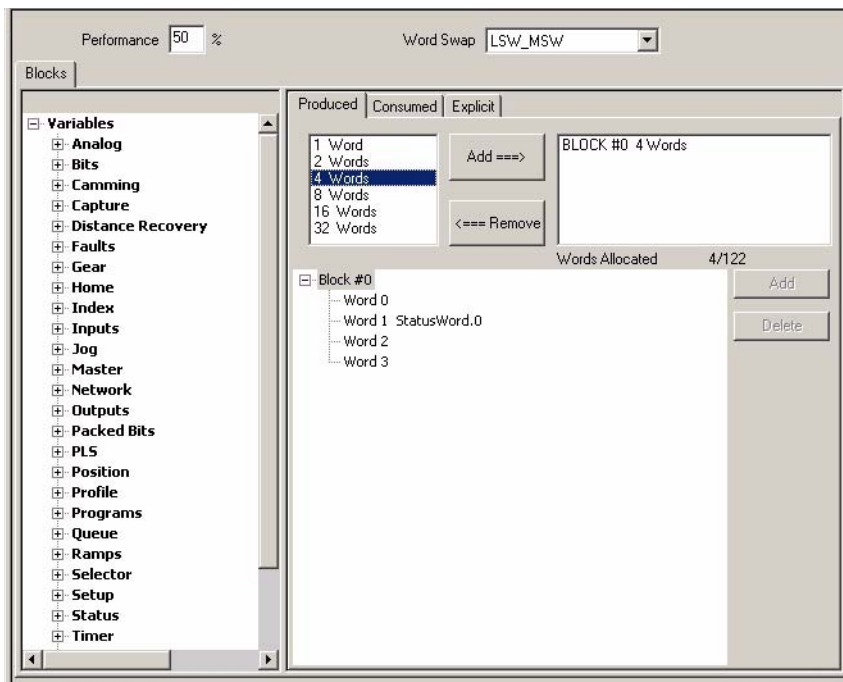 Performance 50 %
Word Swap LSW_MSW
Blocks
Variables
Analog
Bits
Camming
Capture
Distance Recovery
Faults
Gear
Home
Index
Inputs
Jog
Master
Network
Outputs
Packed Bits
PLS
Position
Profile
Programs
Queue
Ramps
Selector
Setup
Status
Timer
Produced Consumed Explicit
1 Word
2 Words
4 Words
8 Words
16 Words
32 Words
Add ===>
<=== Remove
BLOCK #0 4 Words
Words Allocated 4/122
Block #0
Word 0
Word 1 StatusWord.0
Word 2
Word 3
Add
Delete